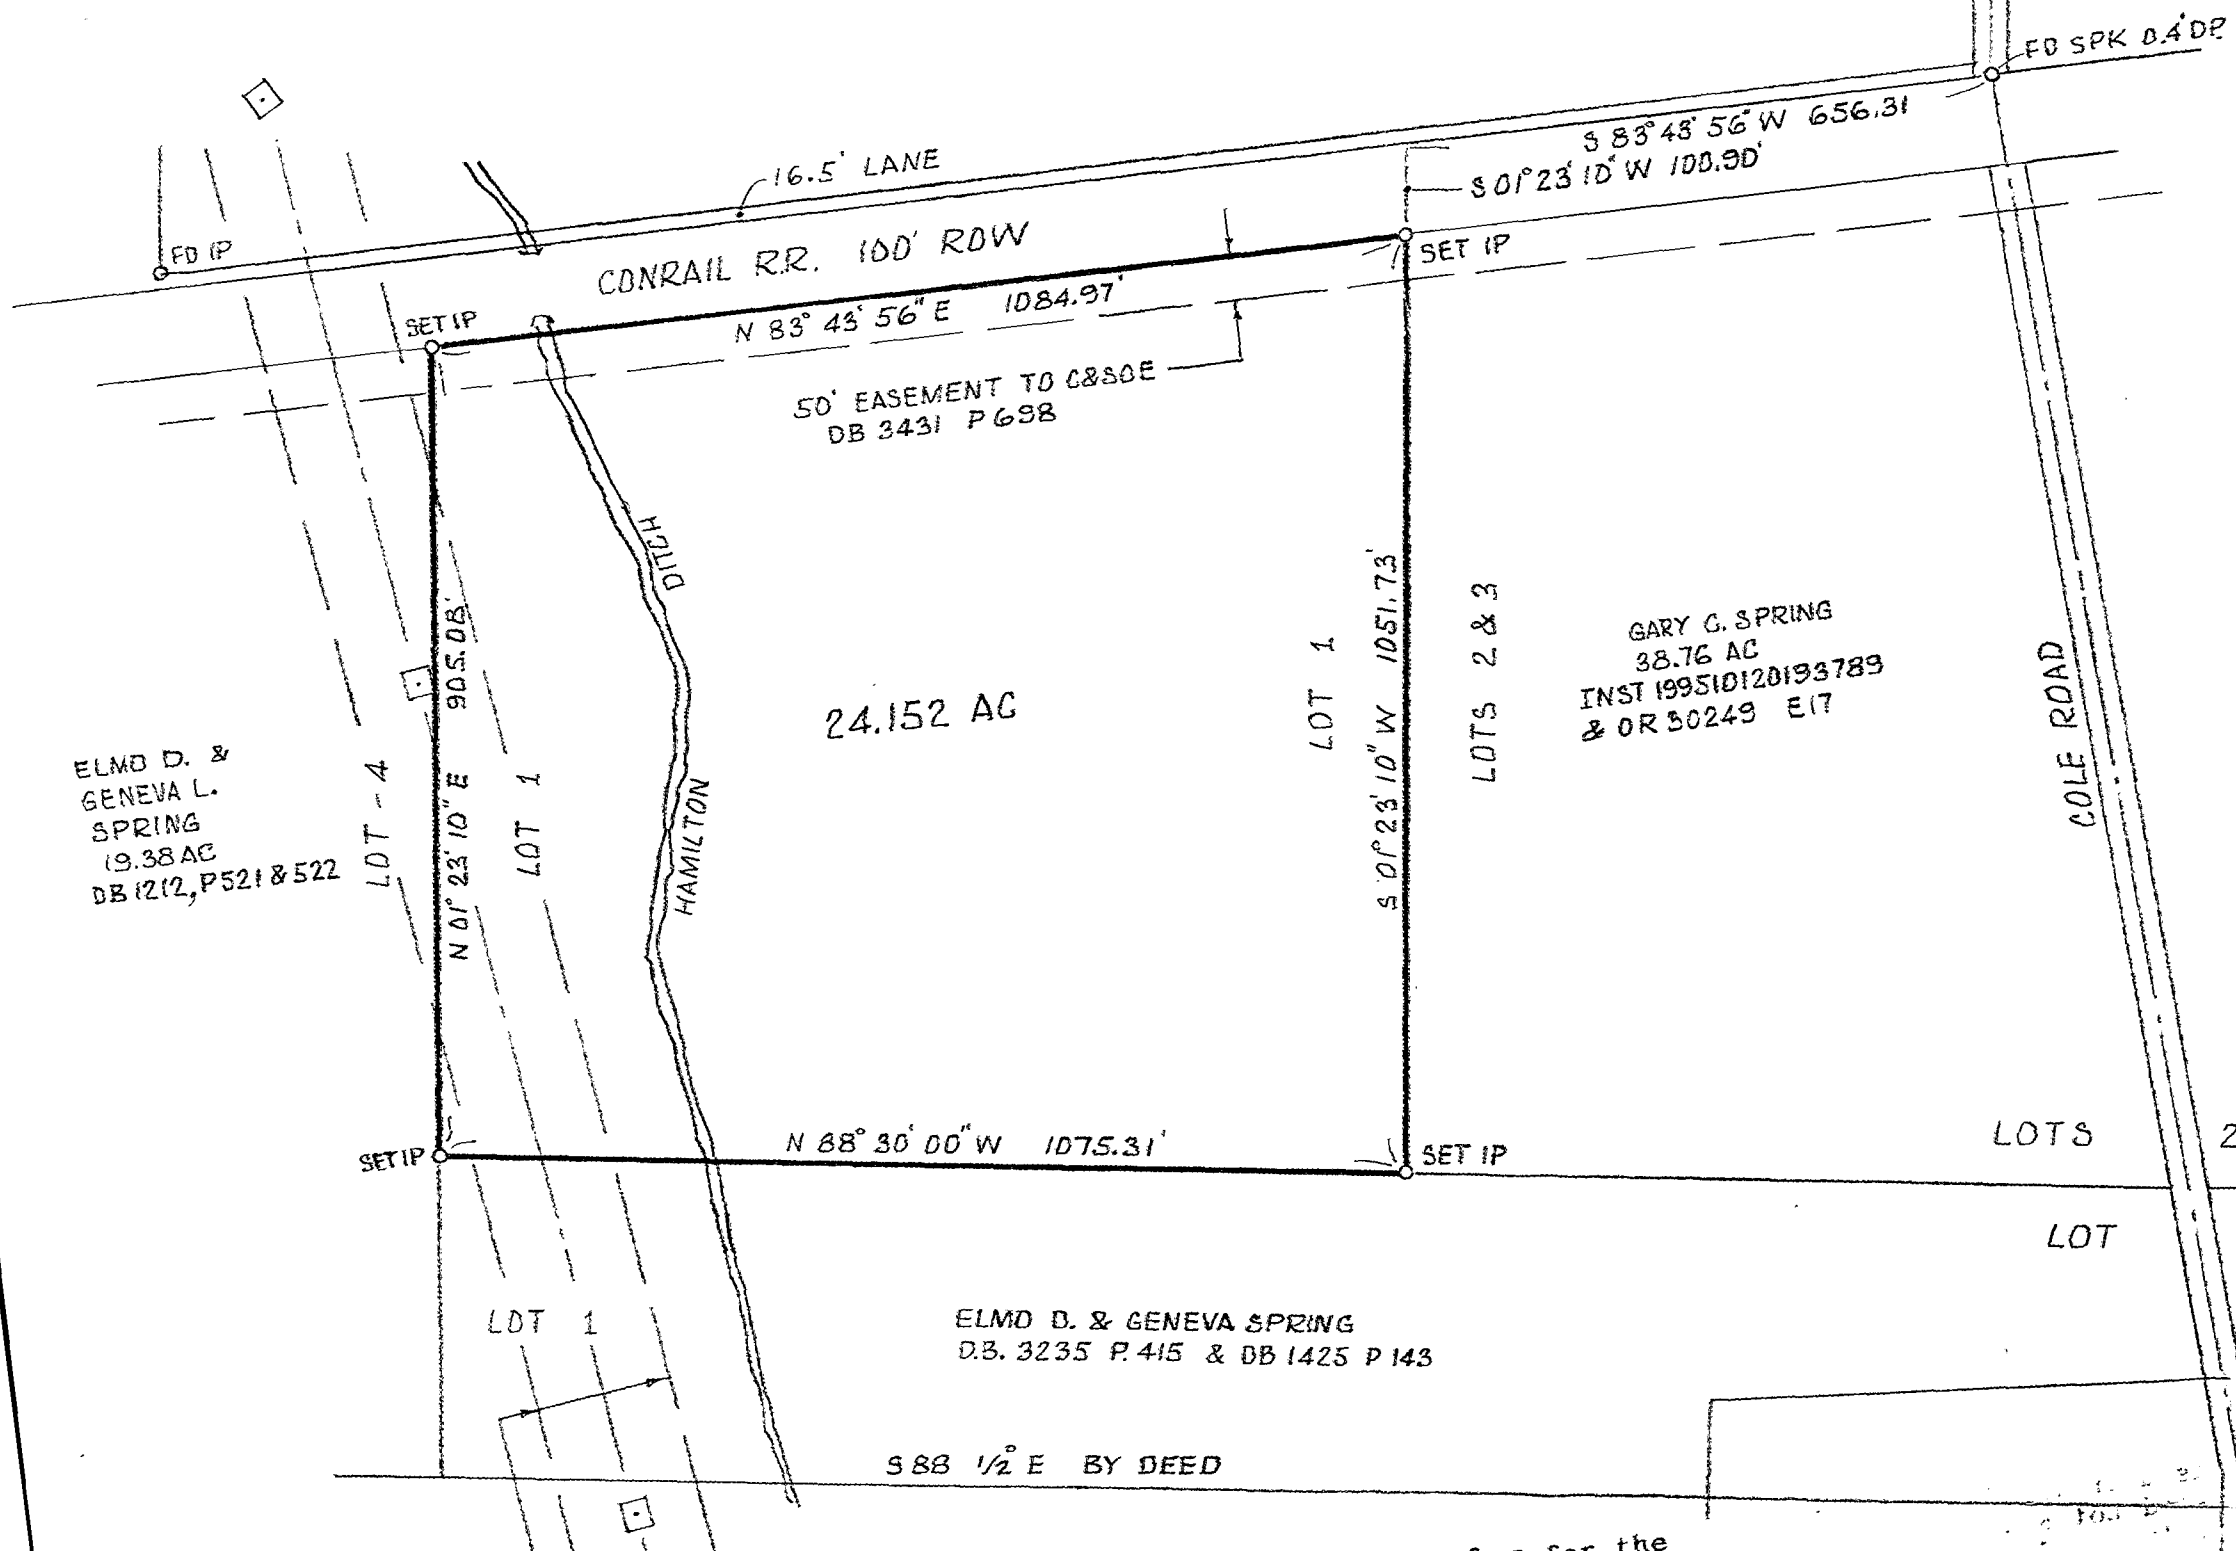 FD SPK 0.4' DP.
S 83° 43' 56" W 656.31
S 01° 23' 10" W 100.90'
16.5' LANE
FD IP
CONRAIL R.R. 100' ROW
SET IP
SET IP
N 83° 43' 56" E 1084.97'
50' EASEMENT TO C&SOE
DB 3431 P 698
DITCH
HAMILTON
N 01° 23' 10" E 905.08'
LOT - 4
LOT 1
24.152 AC
LOT 1
S 01° 23' 10" W 1051.73'
LOTS 2 & 3
GARY C. SPRING
38.76 AC
INST 199510120193789
& OR 30249 E17
COLE ROAD
ELMO D. &
GENEVA L.
SPRING
19.38 AC
DB 1212, P521 & 522
SET IP
N 88° 30' 00" W 1075.31'
SET IP
LOTS 2
LOT
LOT 1
ELMO D. & GENEVA SPRING
D.B. 3235 P. 415 & DB 1425 P 143
S 88 1/2° E BY DEED
for the